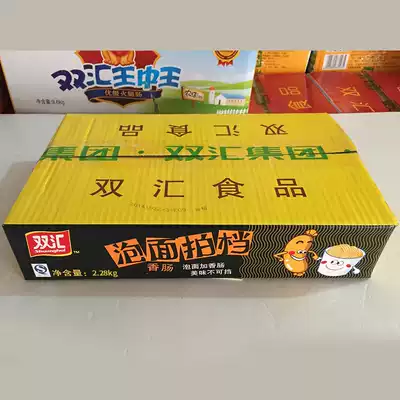 双汇王中王
优级火腿肠
双汇食品
集团·双汇集团
双汇食品
双汇
Shuanghui
泡面拍档
香肠
泡面加香肠
美味不可挡
净含量：2.28kg